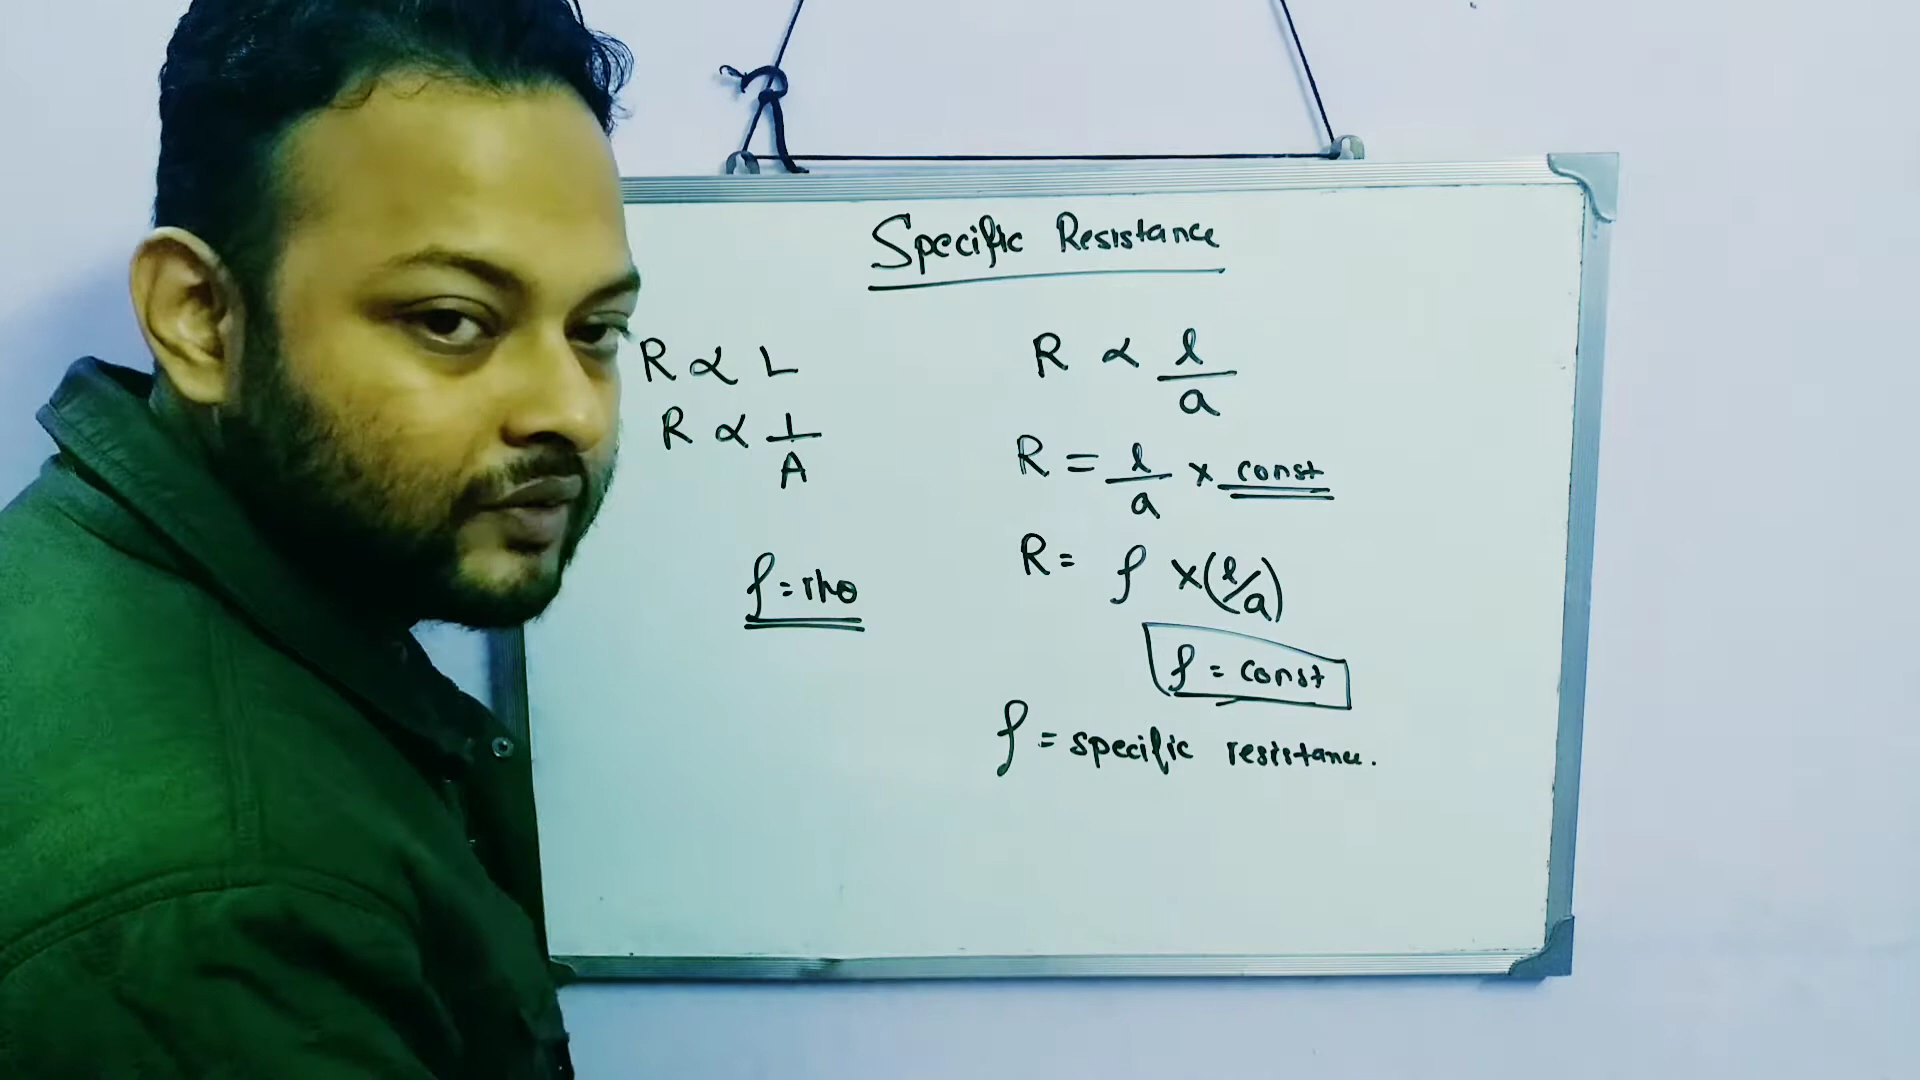 Specific Resistance
R ∝ L
R ∝ 1/A
ρ = rho
R ∝ l/a
R = l/a × const
R = ρ ×(l/a)
ρ = const
ρ = specific resistance.